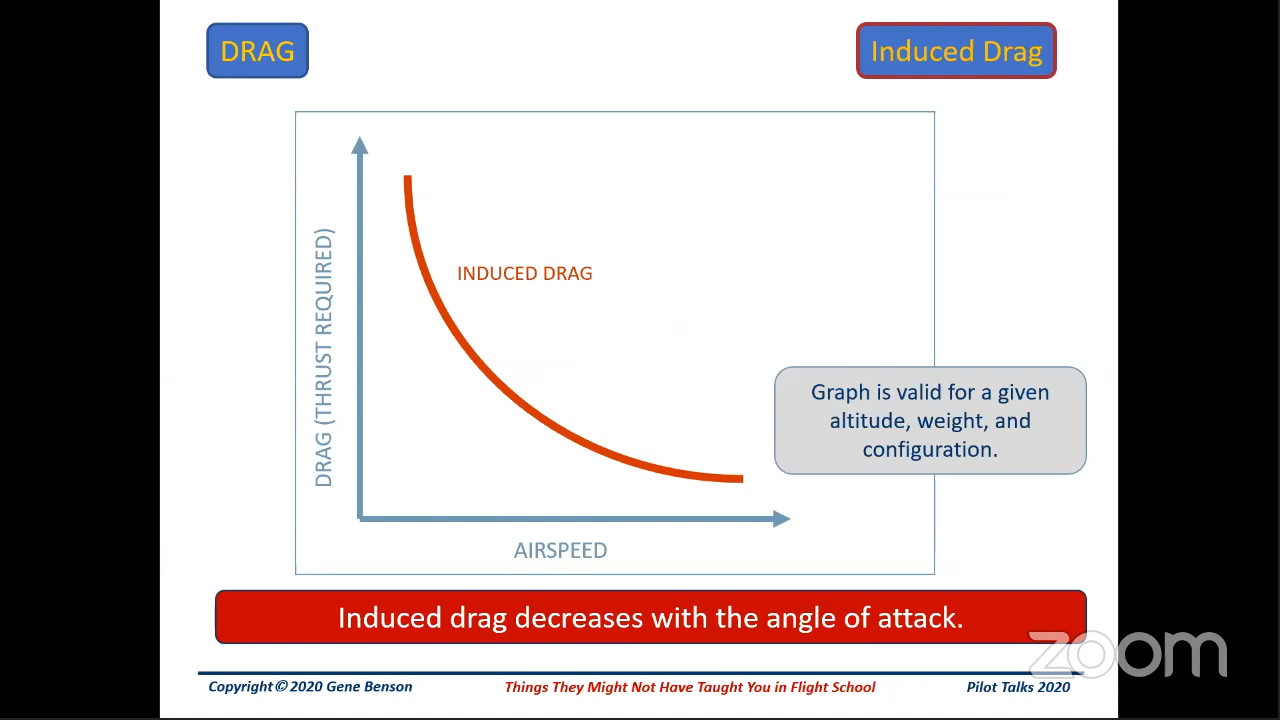 DRAG
Induced Drag
DRAG (THRUST REQUIRED)
INDUCED DRAG
Graph is valid for a given
altitude, weight, and
configuration.
AIRSPEED
Induced drag decreases with the angle of attack.
zoom
Copyright © 2020 Gene Benson
Things They Might Not Have Taught You in Flight School
Pilot Talks 2020